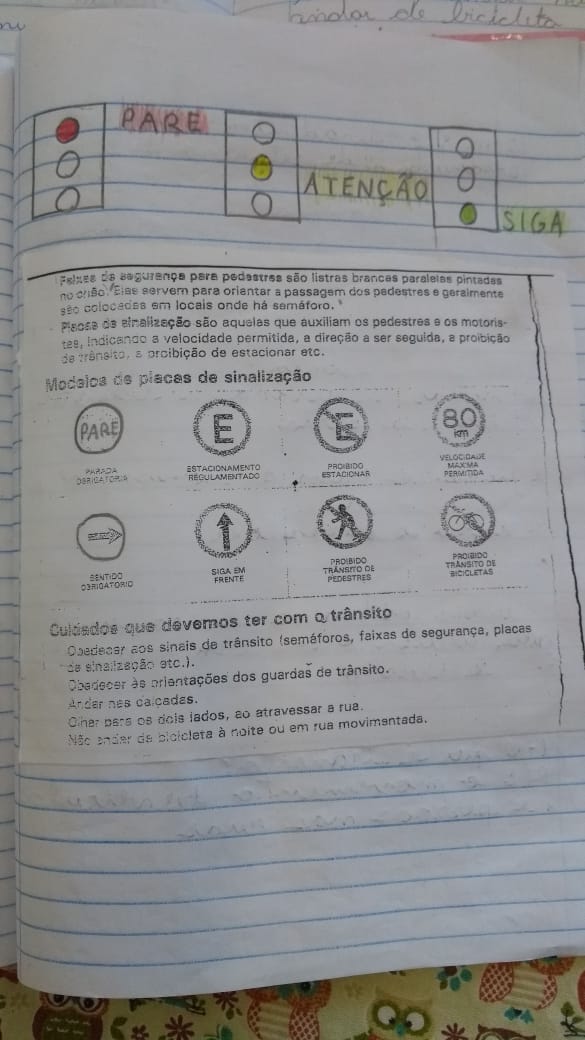 andar de bicicleta
PARE
ATENÇÃO
SIGA
Faixas de segurança para pedestres são listras brancas paralelas pintadas
no chão. Elas servem para orientar a passagem dos pedestres e geralmente
são colocadas em locais onde há semáforo.
Placas de sinalização são aquelas que auxiliam os pedestres e os motoris-
tas, indicando a velocidade permitida, a direção a ser seguida, a proibição
de trânsito, a proibição de estacionar etc.
Modelos de placas de sinalização
PARE
E
E
80
km
PARADA
OBRIGATÓRIA
ESTACIONAMENTO
REGULAMENTADO
PROIBIDO
ESTACIONAR
VELOCIDADE
MÁXIMA
PERMITIDA
SENTIDO
OBRIGATÓRIO
SIGA EM
FRENTE
PROIBIDO
TRÂNSITO DE
PEDESTRES
PROIBIDO
TRÂNSITO DE
BICICLETAS
Cuidados que devemos ter com o trânsito
Obedecer aos sinais de trânsito (semáforos, faixas de segurança, placas
de sinalização etc.).
Obedecer às orientações dos guardas de trânsito.
Andar nas calçadas.
Olhar para os dois lados, ao atravessar a rua.
Não andar de bicicleta à noite ou em rua movimentada.